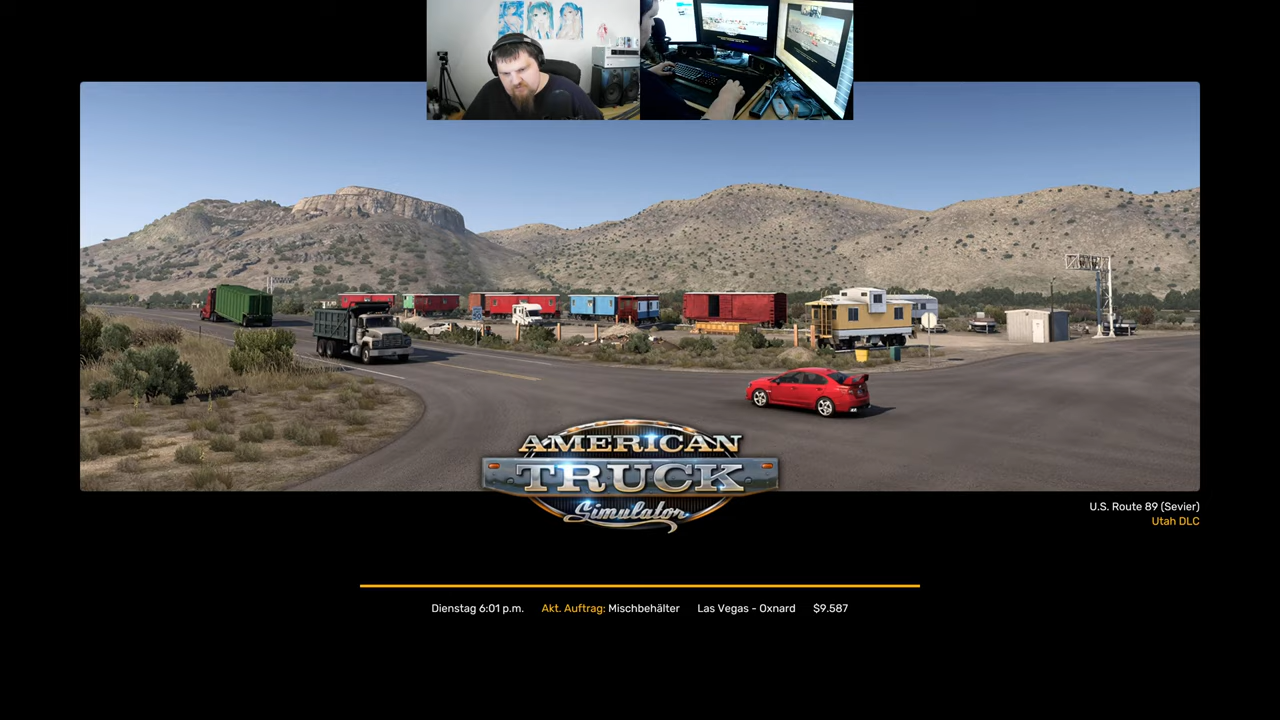 AMERICAN
TRUCK
Simulator
U.S. Route 89 (Sevier)
Utah DLC
Dienstag 6:01 p.m. Akt. Auftrag: Mischbehälter Las Vegas - Oxnard $9.587